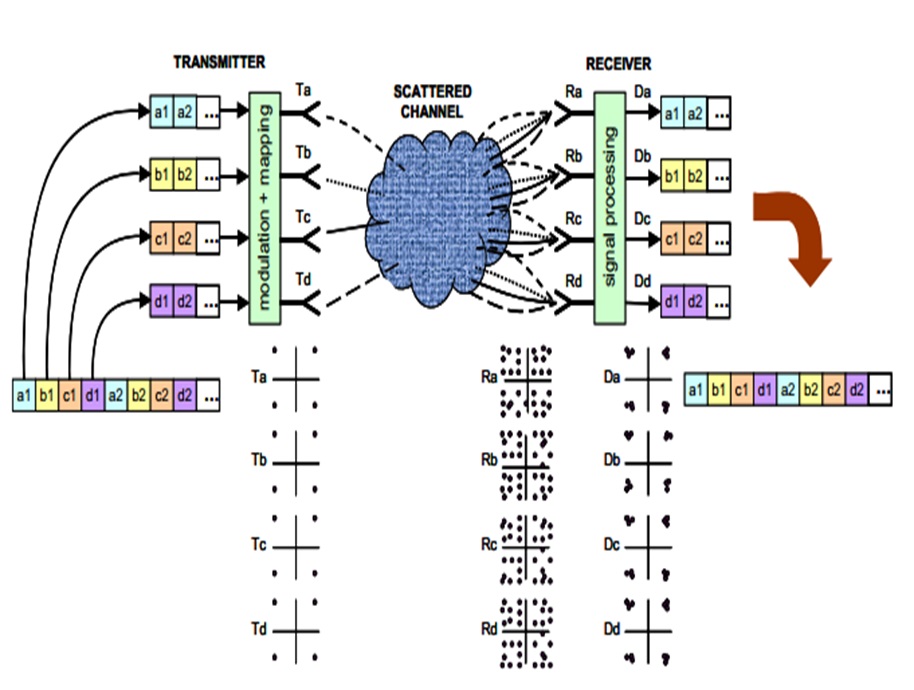 TRANSMITTER
RECEIVER
SCATTERED
CHANNEL
Ta
Ra
Da
a1 a2 ...
a1 a2 ...
Tb
Rb
Db
b1 b2 ...
b1 b2 ...
modulation + mapping
signal processing
Tc
Rc
Dc
c1 c2 ...
c1 c2 ...
Td
Rd
Dd
d1 d2 ...
d1 d2 ...
a1 b1 c1 d1 a2 b2 c2 d2 ...
Ta
Ra
Da
a1 b1 c1 d1 a2 b2 c2 d2 ...
Tb
Rb
Db
Tc
Rc
Dc
Td
Rd
Dd